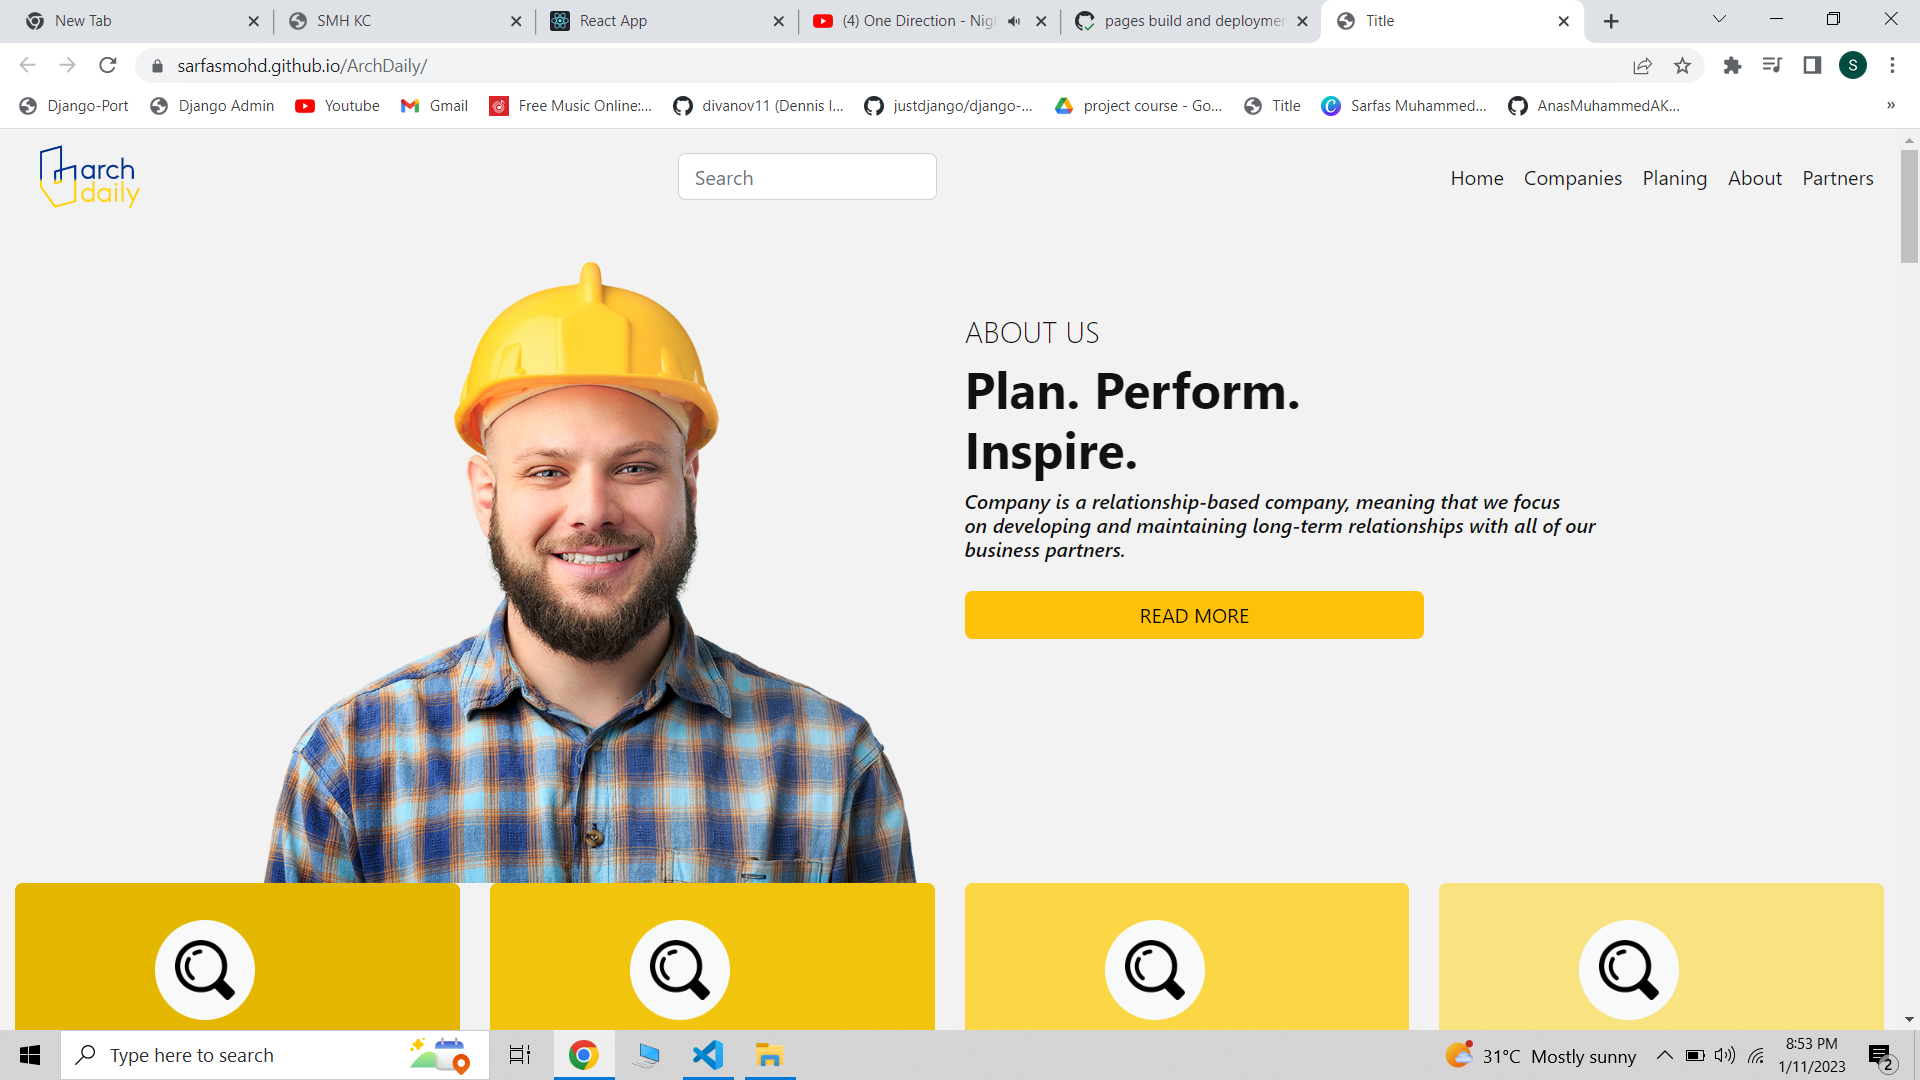 New Tab
SMH KC
React App
(4) One Direction - Nigh
pages build and deploymen
Title
sarfasmohd.github.io/ArchDaily/
S
Django-Port
Django Admin
Youtube
Gmail
Free Music Online:...
divanov11 (Dennis I...
justdjango/django-...
project course - Go...
Title
Sarfas Muhammed...
AnasMuhammedAK...
»
arch
daily
Search
Home
Companies
Planing
About
Partners
ABOUT US
Plan. Perform.
Inspire.
Company is a relationship-based company, meaning that we focus
on developing and maintaining long-term relationships with all of our
business partners.
READ MORE
Type here to search
31°C Mostly sunny
8:53 PM
1/11/2023
2